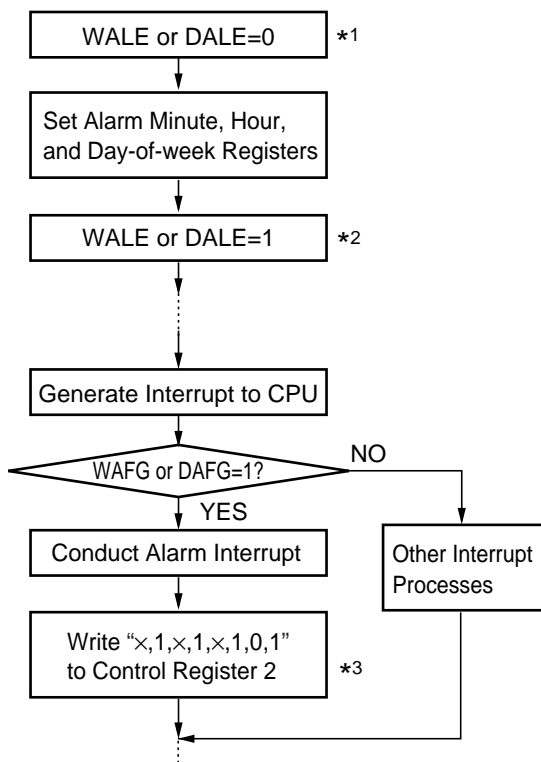 WALE or DALE=0
*1
Set Alarm Minute, Hour,
and Day-of-week Registers
WALE or DALE=1
*2
Generate Interrupt to CPU
WAFG or DAFG=1?
NO
YES
Conduct Alarm Interrupt
Other Interrupt
Processes
Write “×,1,×,1,×,1,0,1”
to Control Register 2
*3